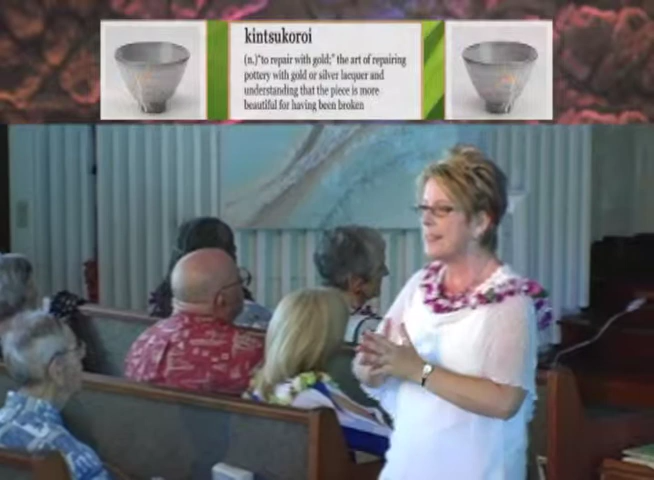 kintsukoroi
(n.)"to repair with gold;" the art of repairing
pottery with gold or silver lacquer and
understanding that the piece is more
beautiful for having been broken